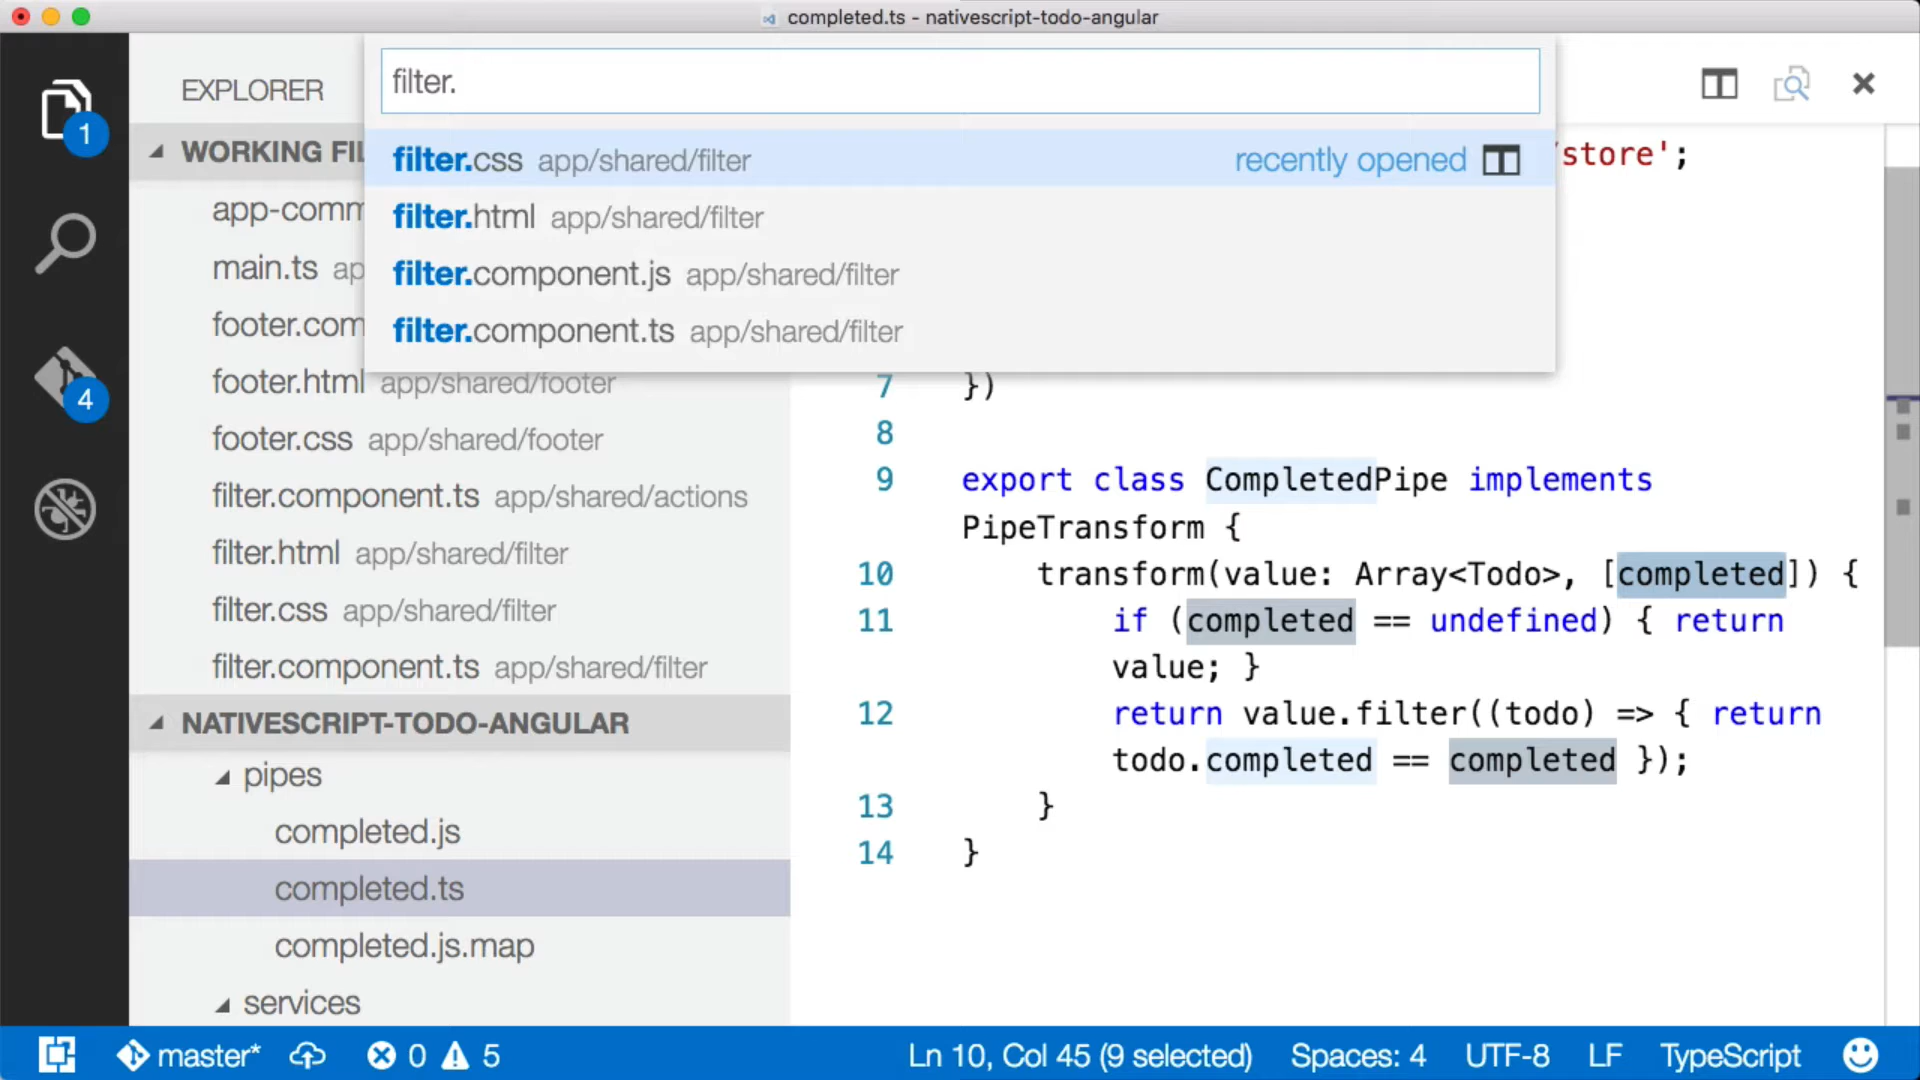 completed.ts - nativescript-todo-angular
EXPLORER
filter.
WORKING FIL
filter.css app/shared/filter recently opened
/store';
app-comm
filter.html app/shared/filter
main.ts ap
filter.component.js app/shared/filter
footer.com
filter.component.ts app/shared/filter
footer.html app/shared/footer
footer.css app/shared/footer
filter.component.ts app/shared/actions
filter.html app/shared/filter
filter.css app/shared/filter
filter.component.ts app/shared/filter
NATIVESCRIPT-TODO-ANGULAR
pipes
completed.js
completed.ts
completed.js.map
services
1
4
7 })
8
9 export class CompletedPipe implements
PipeTransform {
10 transform(value: Array<Todo>, [completed]) {
11 if (completed == undefined) { return
value; }
12 return value.filter((todo) => { return
todo.completed == completed });
13 }
14 }
master* 0 5 Ln 10, Col 45 (9 selected) Spaces: 4 UTF-8 LF TypeScript